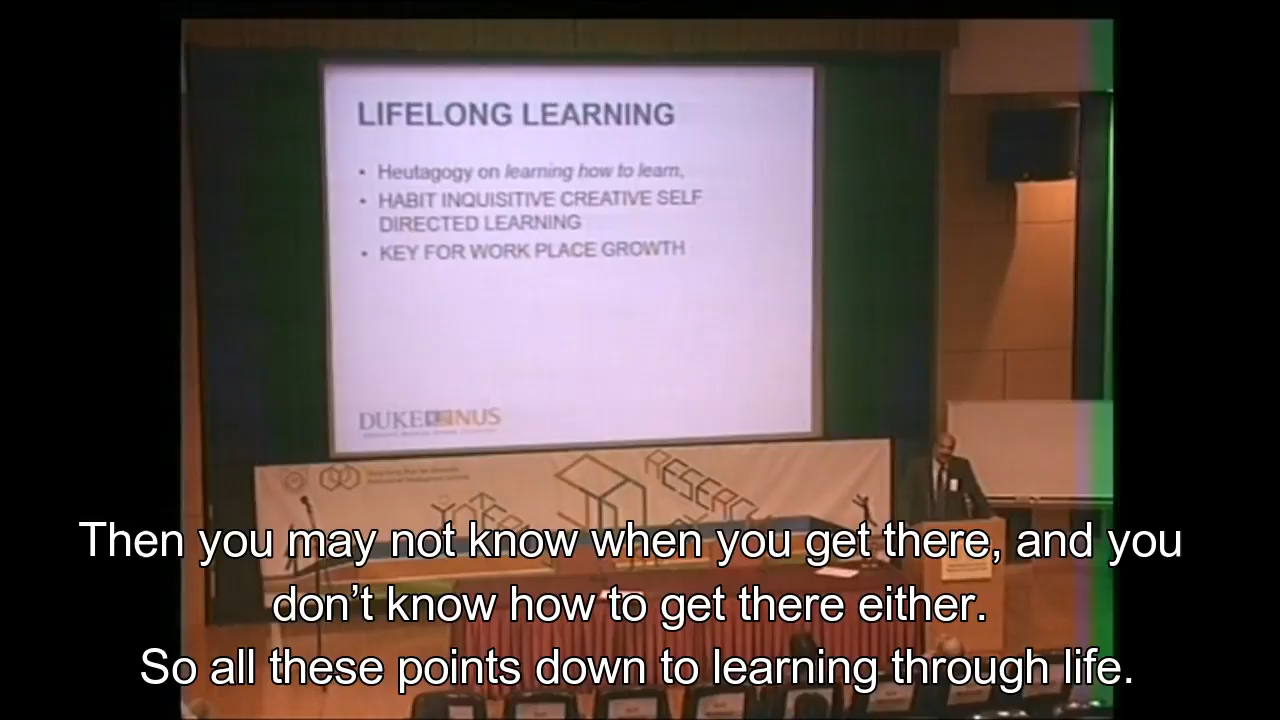 LIFELONG LEARNING
• Heutagogy on learning how to learn,
• HABIT INQUISITIVE CREATIVE SELF
DIRECTED LEARNING
• KEY FOR WORK PLACE GROWTH
DUKE NUS
RESEARCH
Then you may not know when you get there, and you
don’t know how to get there either.
So all these points down to learning through life.